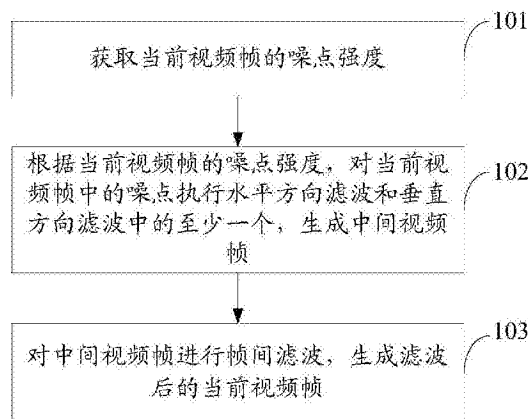 101
获取当前视频帧的噪点强度
102
根据当前视频帧的噪点强度，对当前视
频帧中的噪点执行水平方向滤波和垂直
方向滤波中的至少一个，生成中间视频
帧
103
对中间视频帧进行帧间滤波，生成滤波
后的当前视频帧